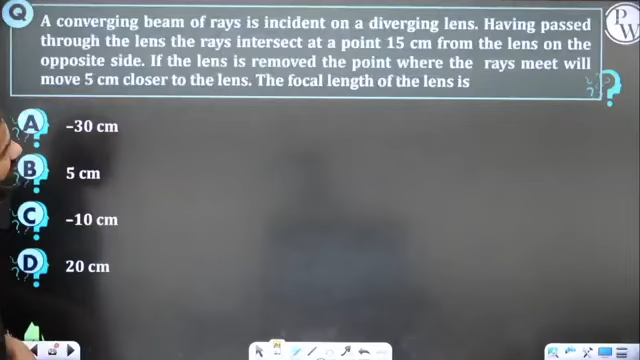 Q
A converging beam of rays is incident on a diverging lens. Having passed
through the lens the rays intersect at a point 15 cm from the lens on the
opposite side. If the lens is removed the point where the rays meet will
move 5 cm closer to the lens. The focal length of the lens is
PW
A –30 cm
B 5 cm
C –10 cm
D 20 cm